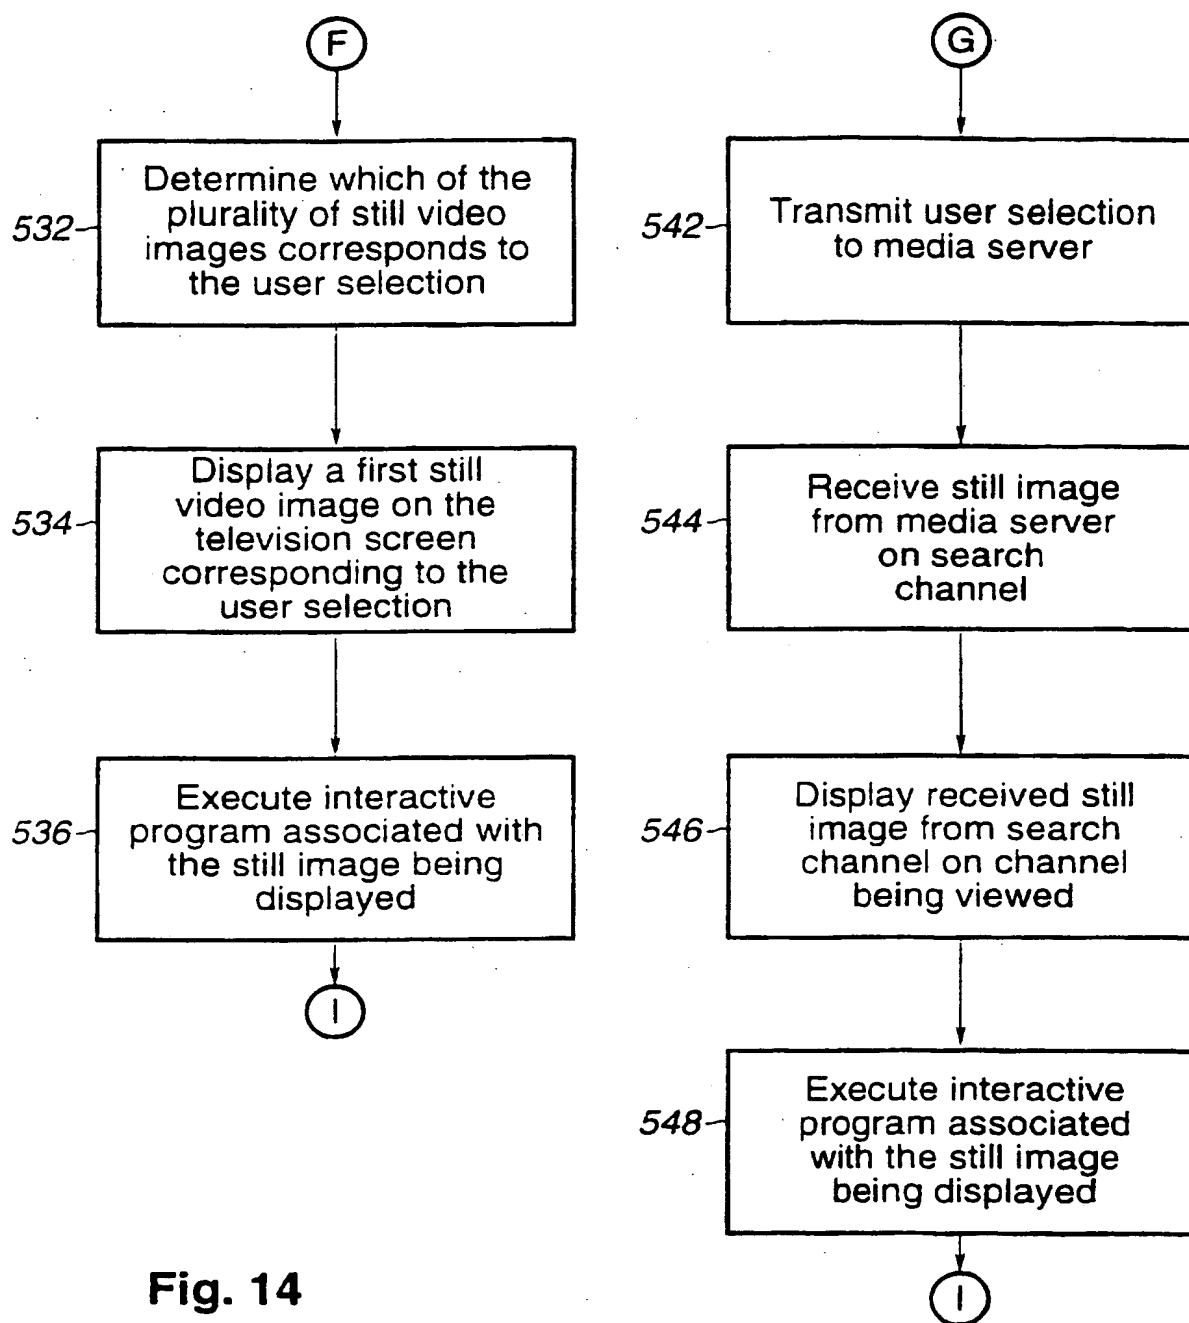 F
532
Determine which of the
plurality of still video
images corresponds to
the user selection
534
Display a first still
video image on the
television screen
corresponding to the
user selection
536
Execute interactive
program associated with
the still image being
displayed
I
G
542
Transmit user selection
to media server
544
Receive still image
from media server
on search
channel
546
Display received still
image from search
channel on channel
being viewed
548
Execute interactive
program associated
with the still image
being displayed
I
Fig. 14